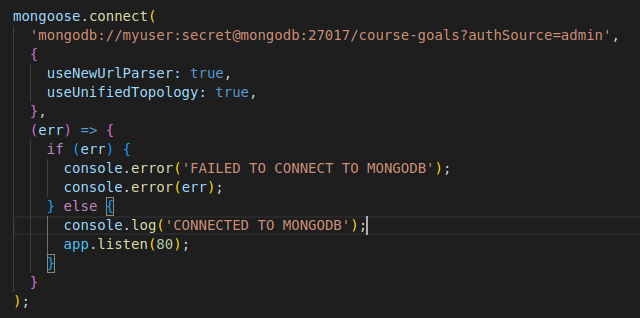 mongoose.connect(
'mongodb://myuser:secret@mongodb:27017/course-goals?authSource=admin',
{
useNewUrlParser: true,
useUnifiedTopology: true,
},
(err) => {
if (err) {
console.error('FAILED TO CONNECT TO MONGODB');
console.error(err);
} else {
console.log('CONNECTED TO MONGODB');
app.listen(80);
}
}
);